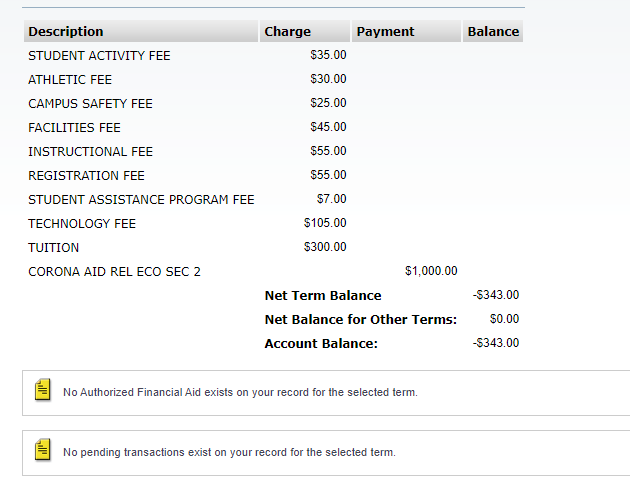 Description Charge Payment Balance
STUDENT ACTIVITY FEE $35.00
ATHLETIC FEE $30.00
CAMPUS SAFETY FEE $25.00
FACILITIES FEE $45.00
INSTRUCTIONAL FEE $55.00
REGISTRATION FEE $55.00
STUDENT ASSISTANCE PROGRAM FEE $7.00
TECHNOLOGY FEE $105.00
TUITION $300.00
CORONA AID REL ECO SEC 2 $1,000.00
Net Term Balance -$343.00
Net Balance for Other Terms: $0.00
Account Balance: -$343.00
No Authorized Financial Aid exists on your record for the selected term.
No pending transactions exist on your record for the selected term.